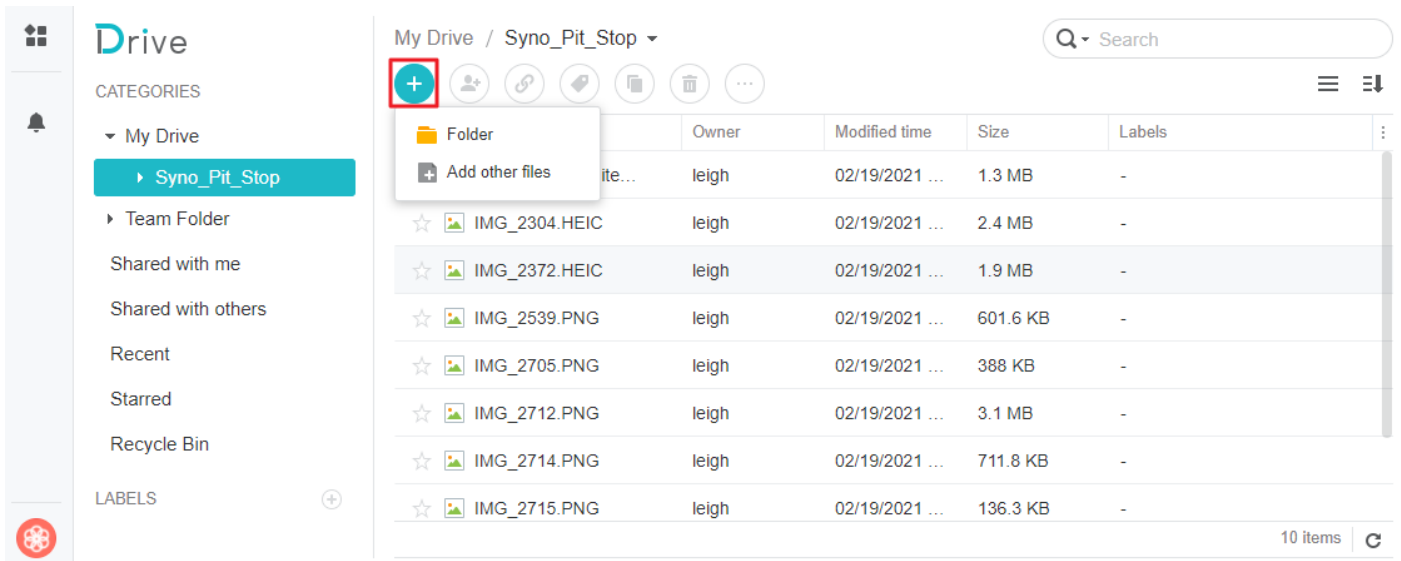 Drive
My Drive / Syno_Pit_Stop
Search
CATEGORIES
My Drive
Syno_Pit_Stop
Team Folder
Shared with me
Shared with others
Recent
Starred
Recycle Bin
LABELS
Folder
Add other files
Owner Modified time Size Labels
ite... leigh 02/19/2021 ... 1.3 MB -
IMG_2304.HEIC leigh 02/19/2021 ... 2.4 MB -
IMG_2372.HEIC leigh 02/19/2021 ... 1.9 MB -
IMG_2539.PNG leigh 02/19/2021 ... 601.6 KB -
IMG_2705.PNG leigh 02/19/2021 ... 388 KB -
IMG_2712.PNG leigh 02/19/2021 ... 3.1 MB -
IMG_2714.PNG leigh 02/19/2021 ... 711.8 KB -
IMG_2715.PNG leigh 02/19/2021 ... 136.3 KB -
10 items